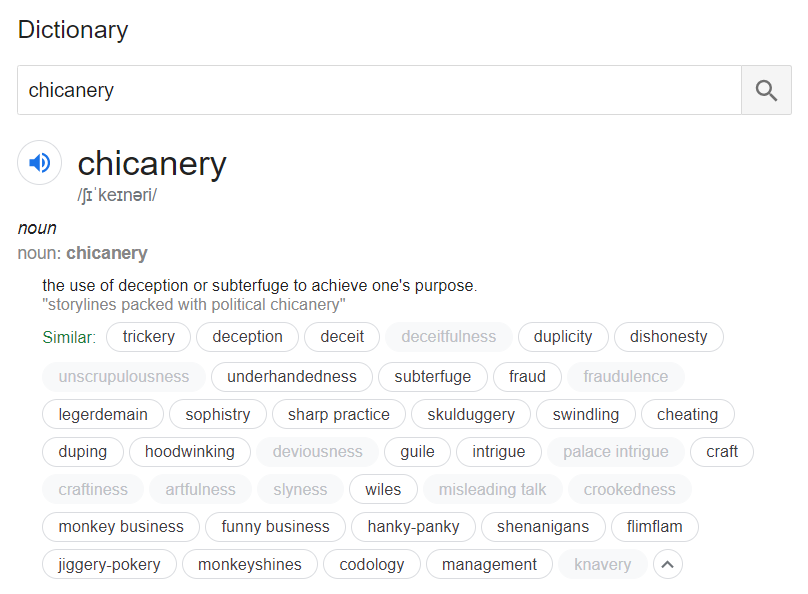 Dictionary
chicanery
chicanery
/ʃɪˈkeɪnəri/
noun
noun: chicanery
the use of deception or subterfuge to achieve one's purpose.
"storylines packed with political chicanery"
Similar: trickery deception deceit deceitfulness duplicity dishonesty
unscrupulousness underhandedness subterfuge fraud fraudulence
legerdemain sophistry sharp practice skulduggery swindling cheating
duping hoodwinking deviousness guile intrigue palace intrigue craft
craftiness artfulness slyness wiles misleading talk crookedness
monkey business funny business hanky-panky shenanigans flimflam
jiggery-pokery monkeyshines codology management knavery